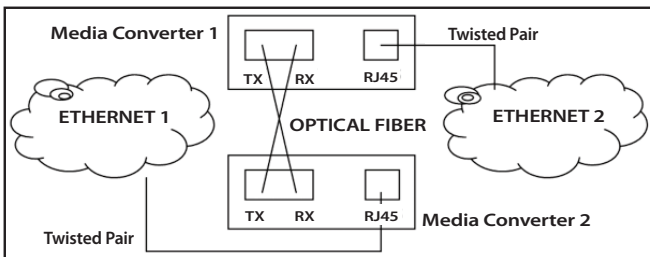 Media Converter 1
Twisted Pair
TX RX RJ45
ETHERNET 1
OPTICAL FIBER
ETHERNET 2
TX RX RJ45
Media Converter 2
Twisted Pair